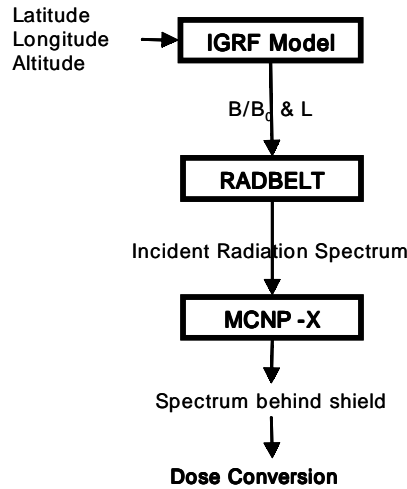 Latitude
Longitude
Altitude
IGRF Model
B/B₀ & L
RADBELT
Incident Radiation Spectrum
MCNP -X
Spectrum behind shield
Dose Conversion